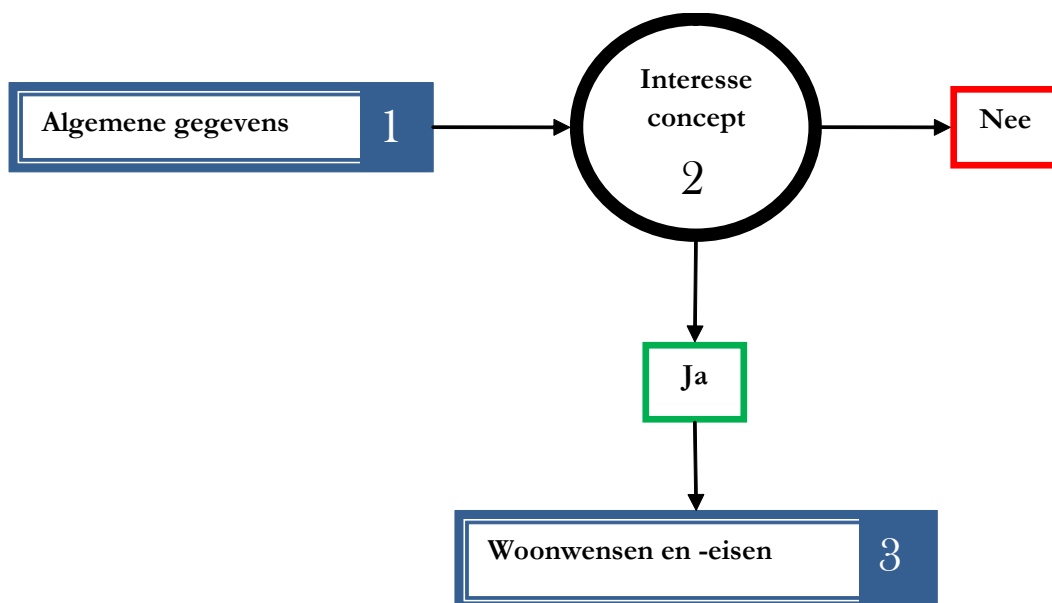 Algemene gegevens
1
Interesse
concept
2
Nee
Ja
Woonwensen en -eisen
3